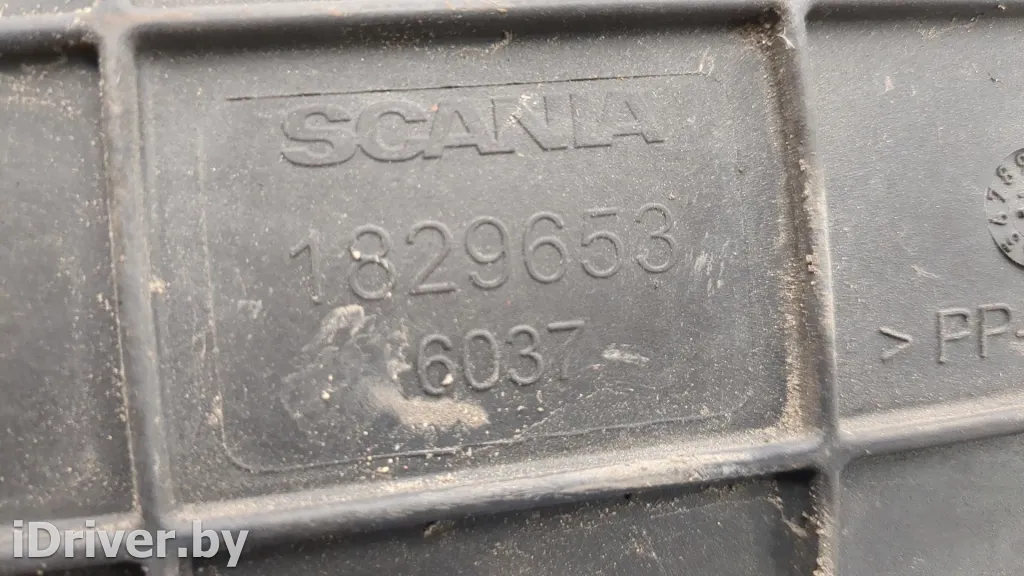 SCANIA
1829653
6037
> PP-
iDriver.by